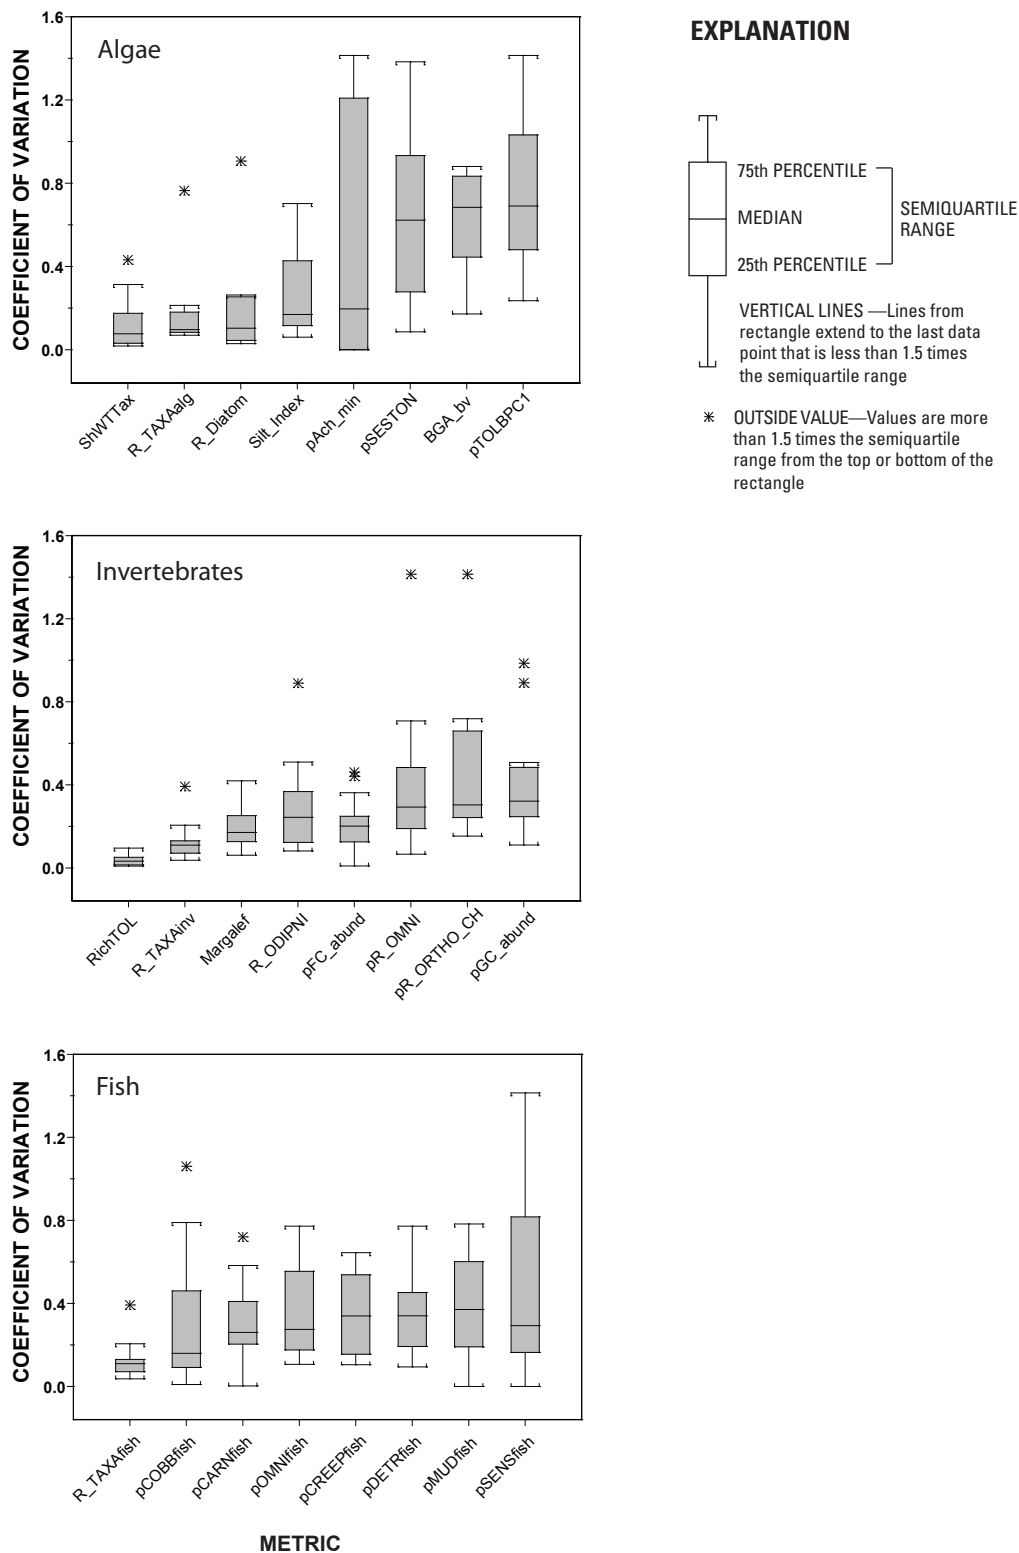 Algae
COEFFICIENT OF VARIATION
1.6
1.2
0.8
0.4
0.0
ShWTTax
R_TAXAalg
R_Diatom
Silt_Index
pAch_min
pSESTON
BGA_bv
pTOLBPC1
EXPLANATION
75th PERCENTILE
MEDIAN
25th PERCENTILE
SEMIQUARTILE
RANGE
VERTICAL LINES —Lines from
rectangle extend to the last data
point that is less than 1.5 times
the semiquartile range
OUTSIDE VALUE—Values are more
than 1.5 times the semiquartile
range from the top or bottom of the
rectangle
Invertebrates
COEFFICIENT OF VARIATION
1.6
1.2
0.8
0.4
0.0
RichTOL
R_TAXAinv
Margalef
R_ODIPNI
pFC_abund
pR_OMNI
pR_ORTHO_CH
pGC_abund
Fish
COEFFICIENT OF VARIATION
1.6
1.2
0.8
0.4
0.0
R_TAXAfish
pCOBBfish
pCARNfish
pOMNIfish
pCREEPfish
pDETRfish
pMUDfish
pSENSfish
METRIC